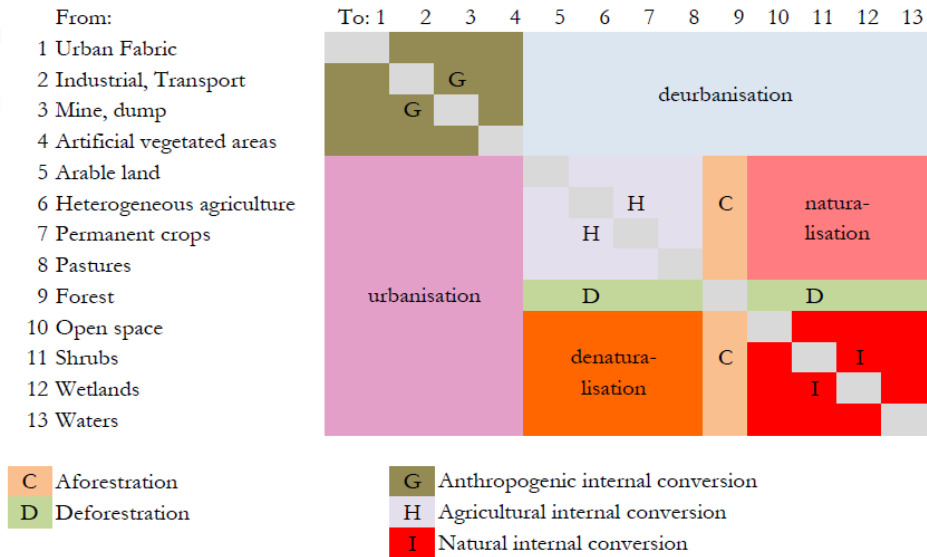 From: To: 1 2 3 4 5 6 7 8 9 10 11 12 13
1 Urban Fabric
2 Industrial, Transport G
deurbanisation
3 Mine, dump G
4 Artificial vegetated areas
5 Arable land
6 Heterogeneous agriculture H C natura-
7 Permanent crops H lisation
8 Pastures
9 Forest urbanisation D D
10 Open space
11 Shrubs denatura- C I
12 Wetlands lisation I
13 Waters
C Aforestration
D Deforestration
G Anthropogenic internal conversion
H Agricultural internal conversion
I Natural internal conversion